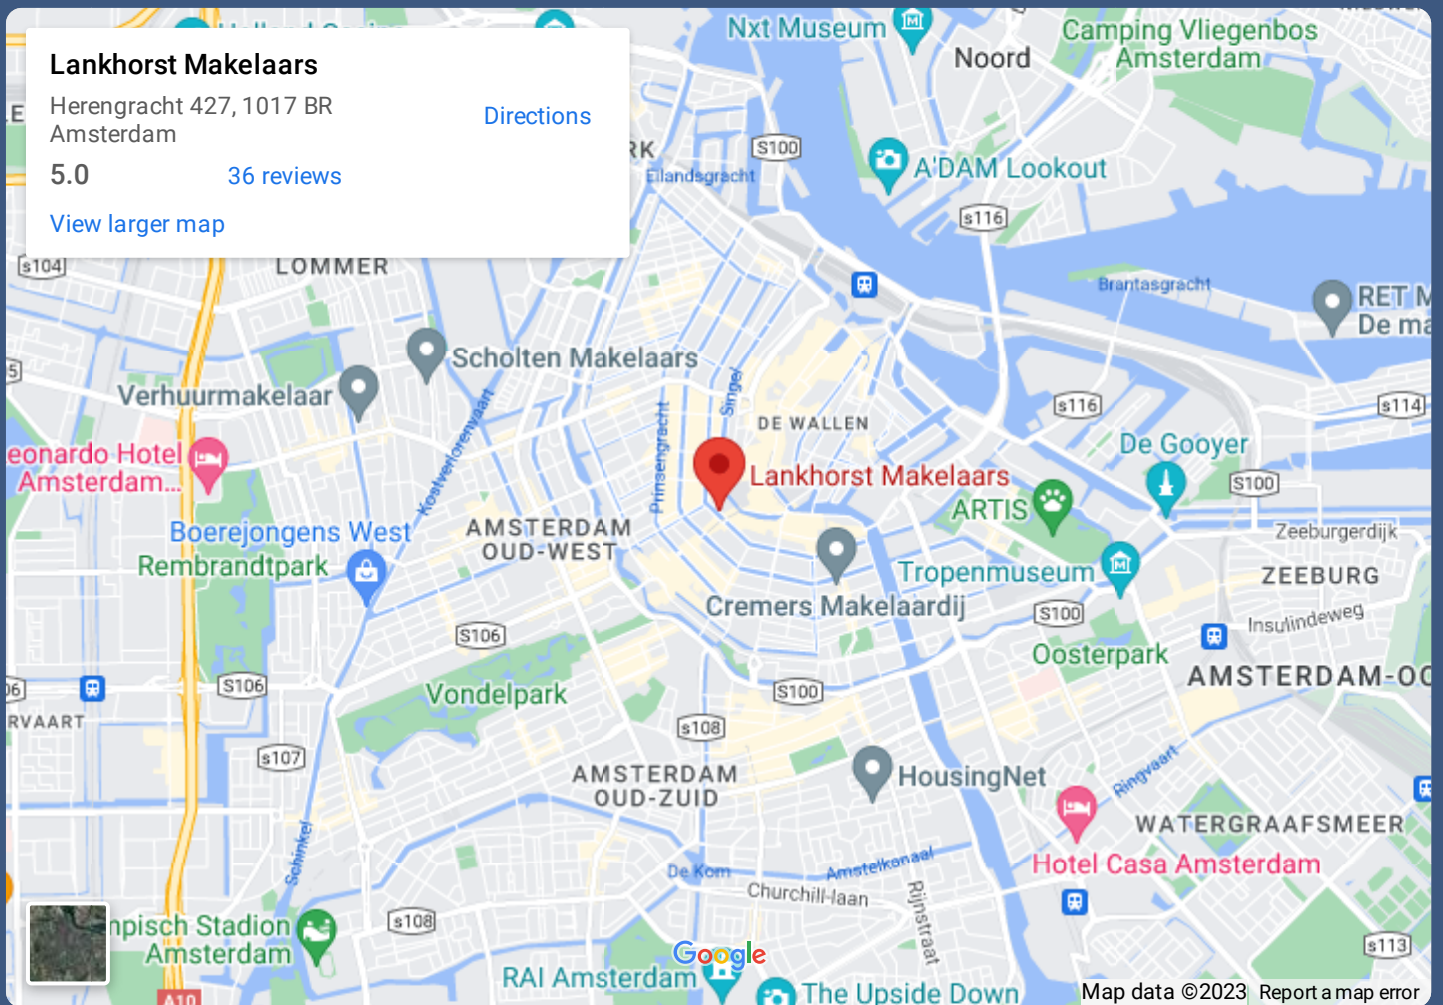 Nxt Museum
Camping Vliegenbos
Amsterdam
Noord
Lankhorst Makelaars
Herengracht 427, 1017 BR
Amsterdam
Directions
5.0
36 reviews
View larger map
S100
A'DAM Lookout
Eilandsgracht
s116
s104
LOMMER
Brantasgracht
RET M
De ma
Scholten Makelaars
Verhuurmakelaar
Singel
Prinsengracht
Kostverlorenvaart
DE WALLEN
s116
s114
De Gooyer
eonardo Hotel
Amsterdam...
Lankhorst Makelaars
S100
ARTIS
Boerejongens West
Rembrandtpark
AMSTERDAM
OUD-WEST
Zeeburgerdijk
Tropenmuseum
ZEEBURG
Cremers Makelaardij
S100
Insulindeweg
S106
Oosterpark
S106
Vondelpark
S100
AMSTERDAM-OO
RVAART
s108
s107
AMSTERDAM
OUD-ZUID
HousingNet
Ringvaart
WATERGRAAFSMEER
Schinkel
De Kom
Amstelkanaal
Hotel Casa Amsterdam
Churchill-laan
Rijnstraat
mpisch Stadion
Amsterdam
s108
s113
Google
RAI Amsterdam
The Upside Down
A10
Map data ©2023
Report a map error